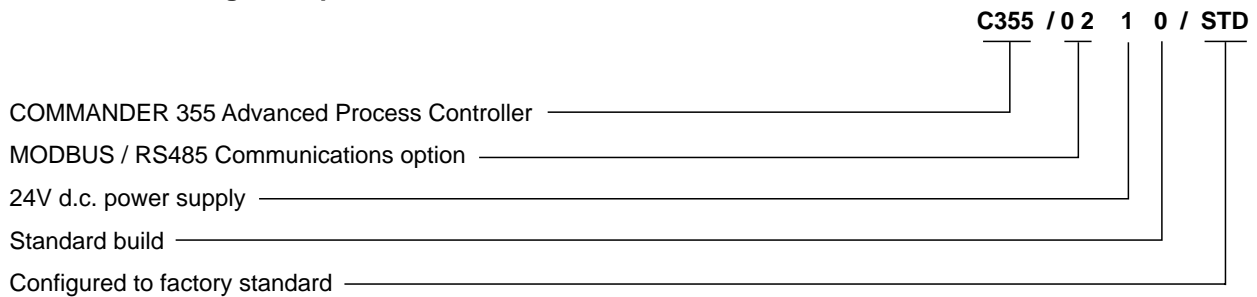 C355 / 0 2 1 0 / STD
COMMANDER 355 Advanced Process Controller
MODBUS / RS485 Communications option
24V d.c. power supply
Standard build
Configured to factory standard